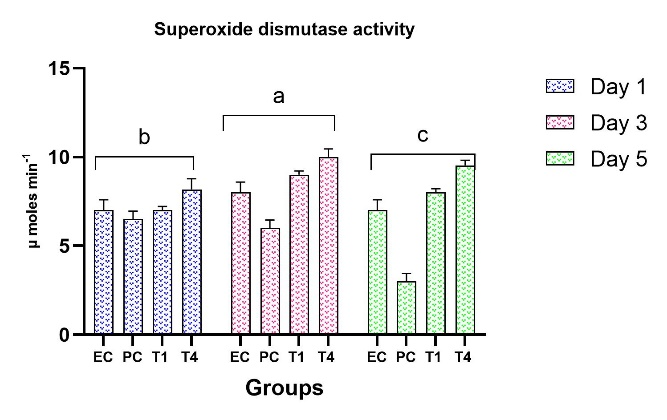 Superoxide dismutase activity
15
10
5
0
µ moles min⁻¹
b
a
c
EC PC T1 T4 EC PC T1 T4 EC PC T1 T4
Groups
Day 1
Day 3
Day 5